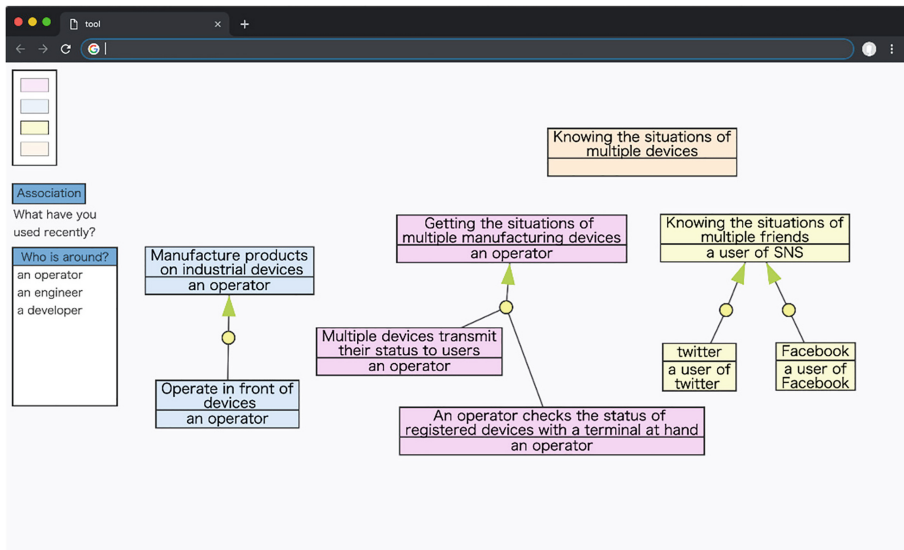 tool
Association
What have you
used recently?
Who is around?
an operator
an engineer
a developer
Manufacture products
on industrial devices
an operator
Operate in front of
devices
an operator
Getting the situations of
multiple manufacturing devices
an operator
Multiple devices transmit
their status to users
an operator
An operator checks the status of
registered devices with a terminal at hand
an operator
Knowing the situations of
multiple devices
Knowing the situations of
multiple friends
a user of SNS
twitter
a user of
twitter
Facebook
a user of
Facebook